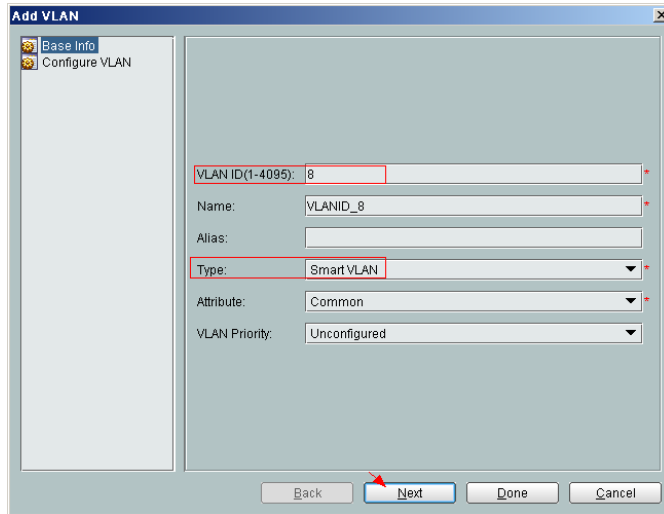 Add VLAN
Base Info
Configure VLAN
VLAN ID(1-4095): 8 *
Name: VLANID_8 *
Alias:
Type: Smart VLAN *
Attribute: Common *
VLAN Priority: Unconfigured
Back Next Done Cancel